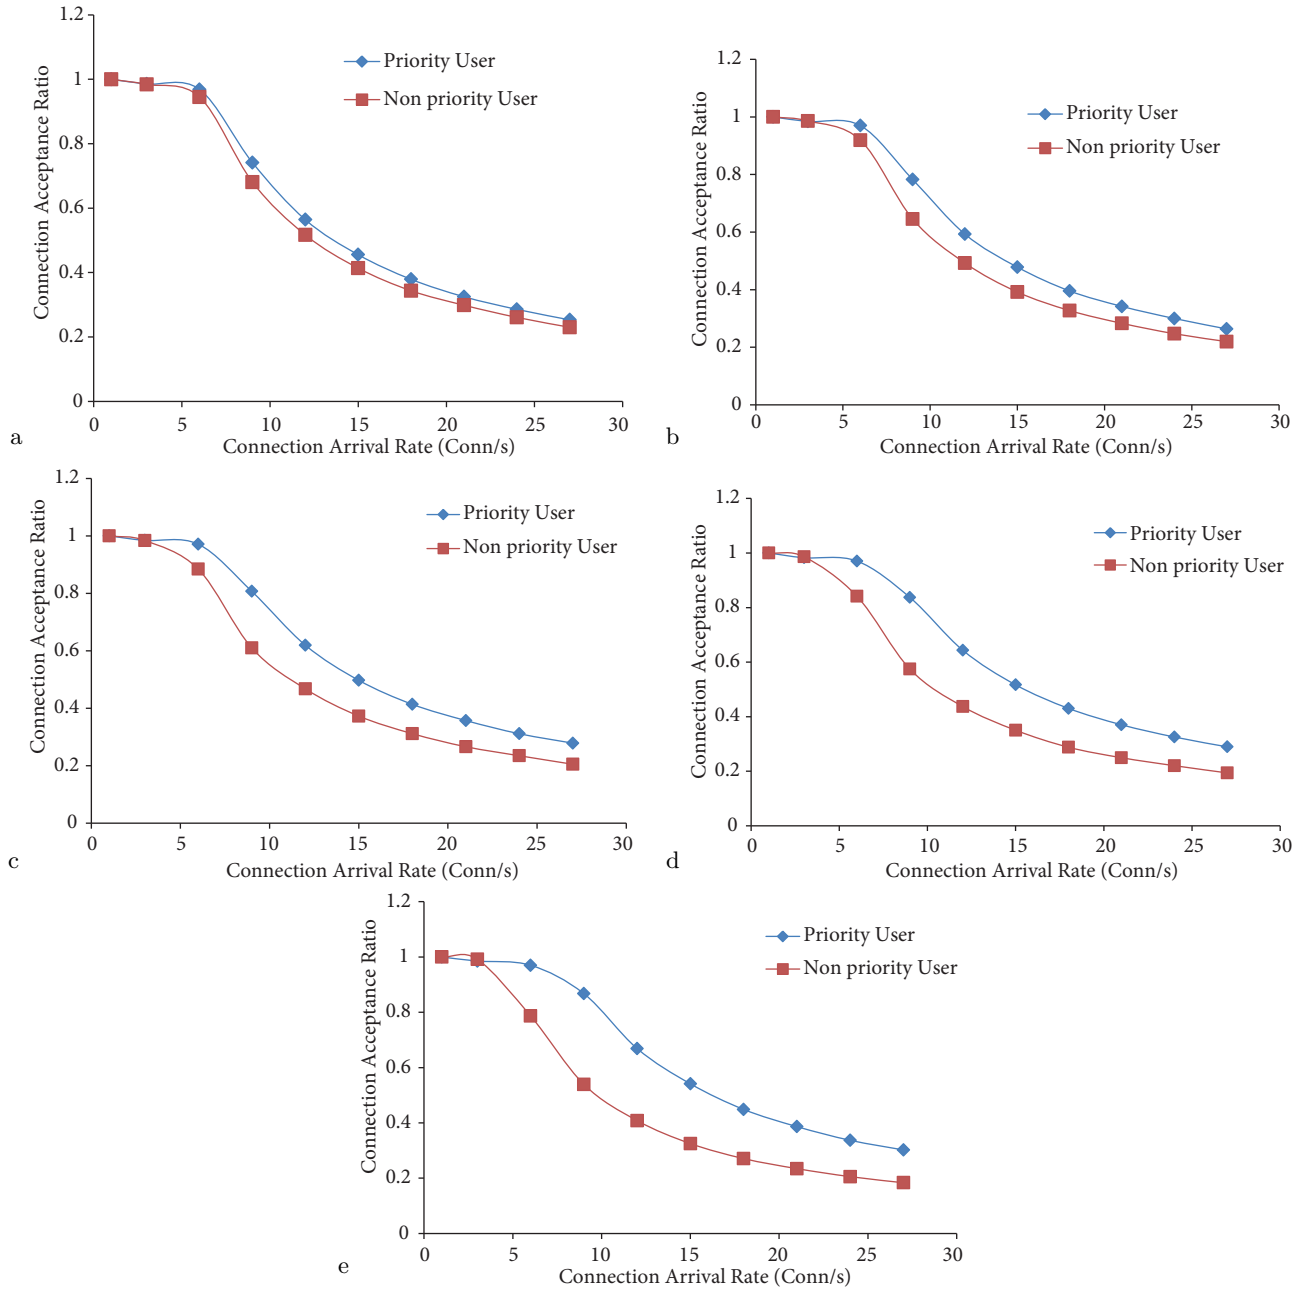 1.2
1
0.8
0.6
0.4
0.2
0
Connection Acceptance Ratio
Priority User
Non priority User
0 5 10 15 20 25 30
Connection Arrival Rate (Conn/s)
a
1.2
1
0.8
0.6
0.4
0.2
0
Connection Acceptance Ratio
Priority User
Non priority User
0 5 10 15 20 25 30
Connection Arrival Rate (Conn/s)
b
1.2
1
0.8
0.6
0.4
0.2
0
Connection Acceptance Ratio
Priority User
Non priority User
0 5 10 15 20 25 30
Connection Arrival Rate (Conn/s)
c
1.2
1
0.8
0.6
0.4
0.2
0
Connection Acceptance Ratio
Priority User
Non priority User
0 5 10 15 20 25 30
Connection Arrival Rate (Conn/s)
d
1.2
1
0.8
0.6
0.4
0.2
0
Connection Acceptance Ratio
Priority User
Non priority User
0 5 10 15 20 25 30
Connection Arrival Rate (Conn/s)
e